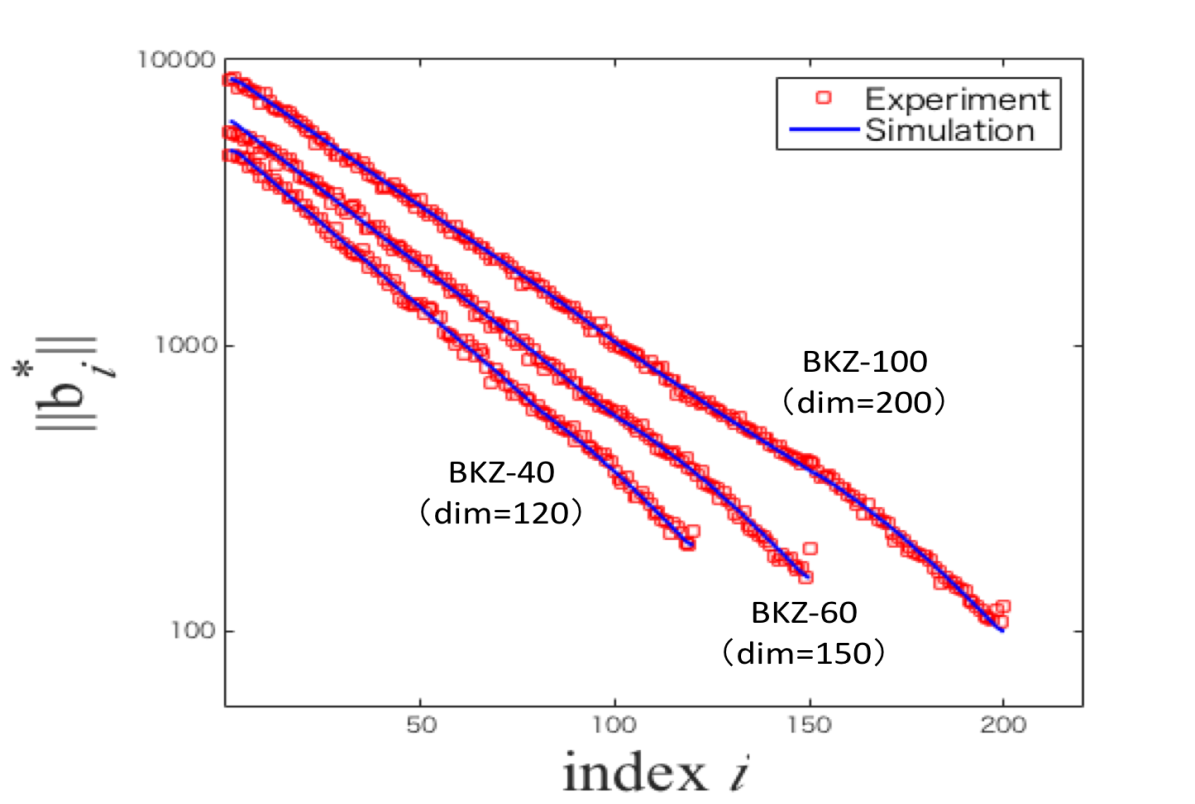 10000
Experiment
Simulation
1000
||b*i||
BKZ-100
（dim=200）
BKZ-40
（dim=120）
BKZ-60
（dim=150）
100
50
100
150
200
index i